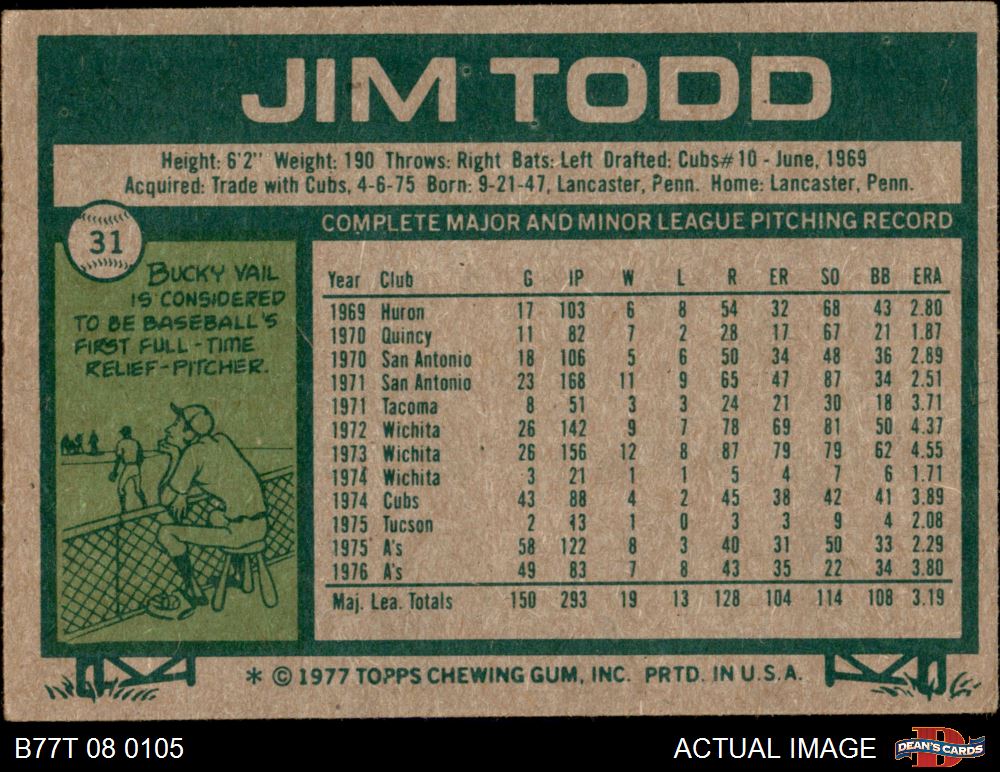 JIM TODD
Height: 6'2" Weight: 190 Throws: Right Bats: Left Drafted: Cubs#10 - June, 1969
Acquired: Trade with Cubs, 4-6-75 Born: 9-21-47, Lancaster, Penn. Home: Lancaster, Penn.
31
BUCKY VAIL
IS CONSIDERED
TO BE BASEBALL'S
FIRST FULL-TIME
RELIEF-PITCHER.
COMPLETE MAJOR AND MINOR LEAGUE PITCHING RECORD
Year Club G IP W L R ER SO BB ERA
1969 Huron 17 103 6 8 54 32 68 43 2.80
1970 Quincy 11 82 7 2 28 17 67 21 1.87
1970 San Antonio 18 106 5 6 50 34 48 36 2.89
1971 San Antonio 23 168 11 9 65 47 87 34 2.51
1971 Tacoma 8 51 3 3 24 21 30 18 3.71
1972 Wichita 26 142 9 7 78 69 81 50 4.37
1973 Wichita 26 156 12 8 87 79 79 62 4.55
1974 Wichita 3 21 1 1 5 4 7 6 1.71
1974 Cubs 43 88 4 2 45 38 42 41 3.89
1975 Tucson 2 13 1 0 3 3 9 4 2.08
1975 A's 58 122 8 3 40 31 50 33 2.29
1976 A's 49 83 7 8 43 35 22 34 3.80
Maj. Lea. Totals 150 293 19 13 128 104 114 108 3.19
* © 1977 TOPPS CHEWING GUM, INC. PRTD. IN U.S.A.
B77T 08 0105
ACTUAL IMAGE
D
DEAN'S CARDS